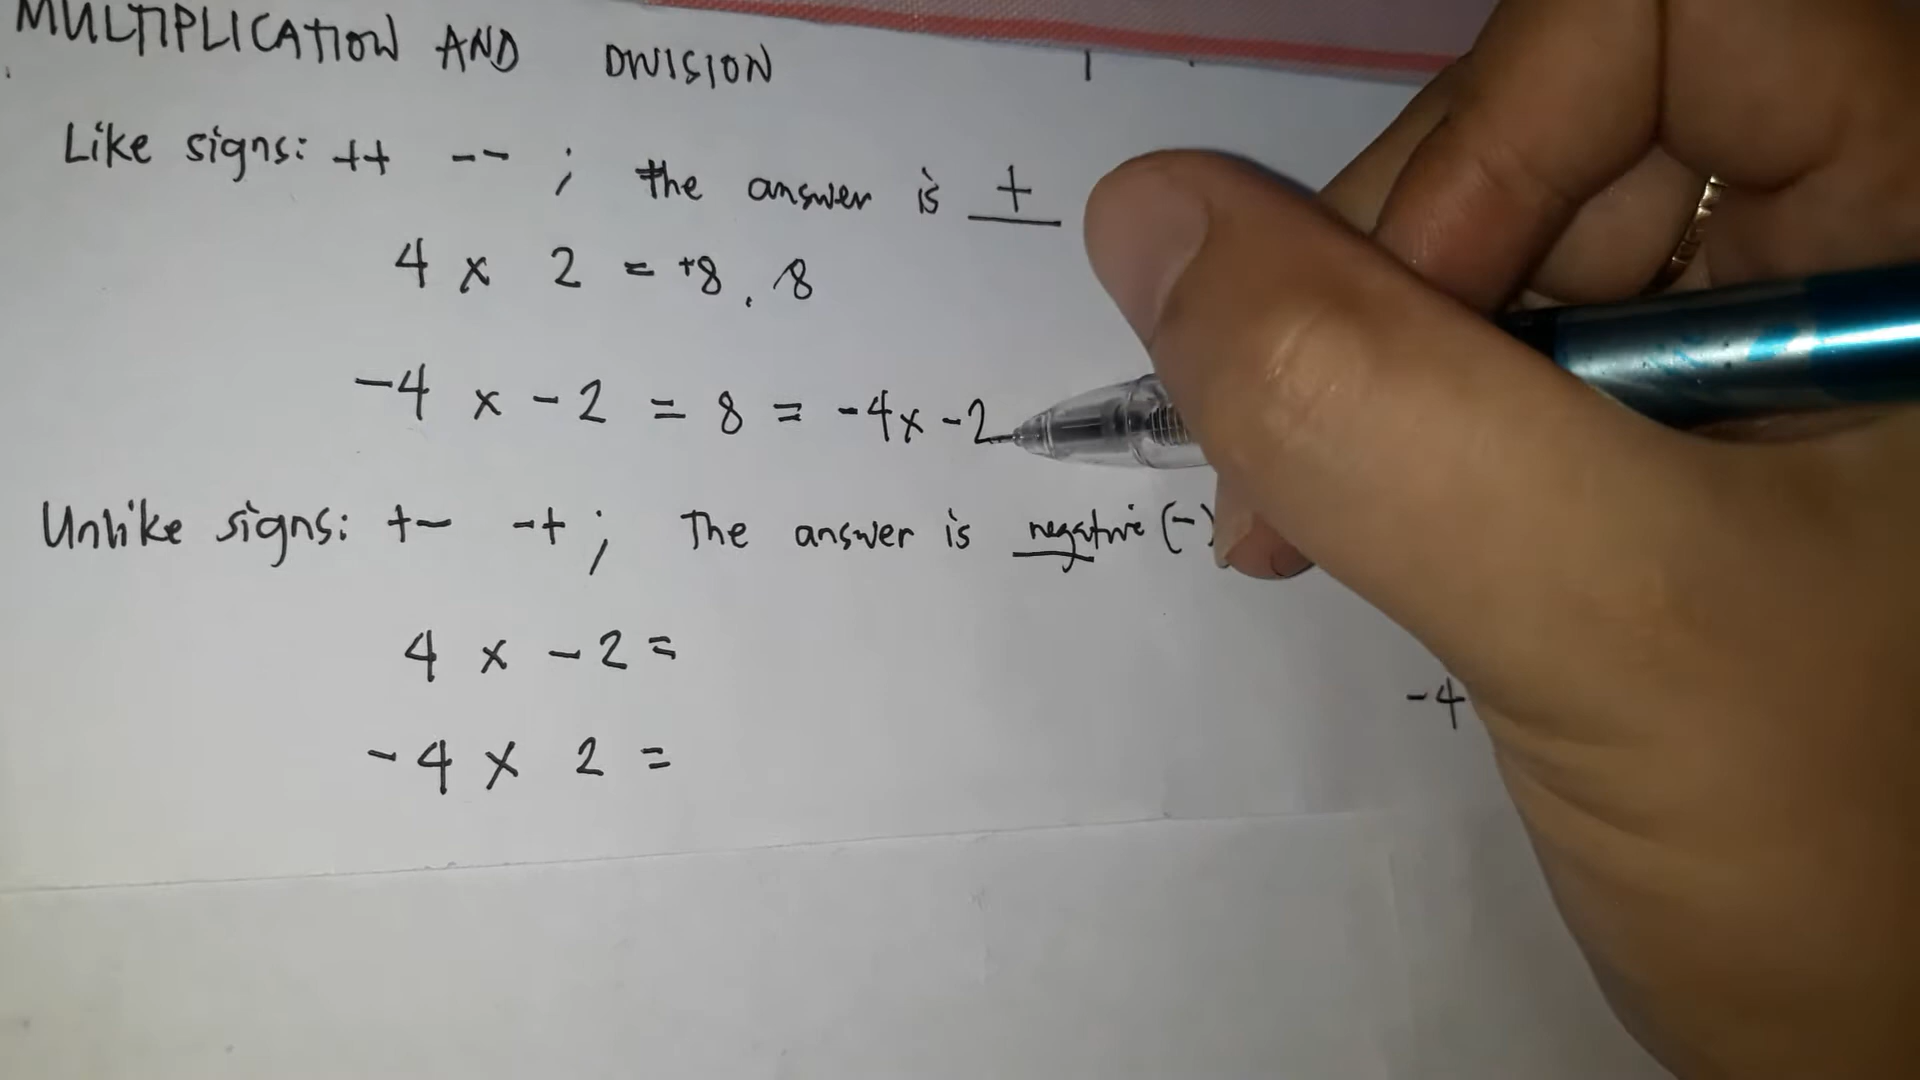 MULTIPLICATION AND DIVISION
Like signs: ++ -- ; the answer is +
4 x 2 = +8, 8
-4 x -2 = 8 = -4x -2
Unlike signs: +- -+ ; The answer is negative (-)
4 x -2 =
-4
-4 x 2 =